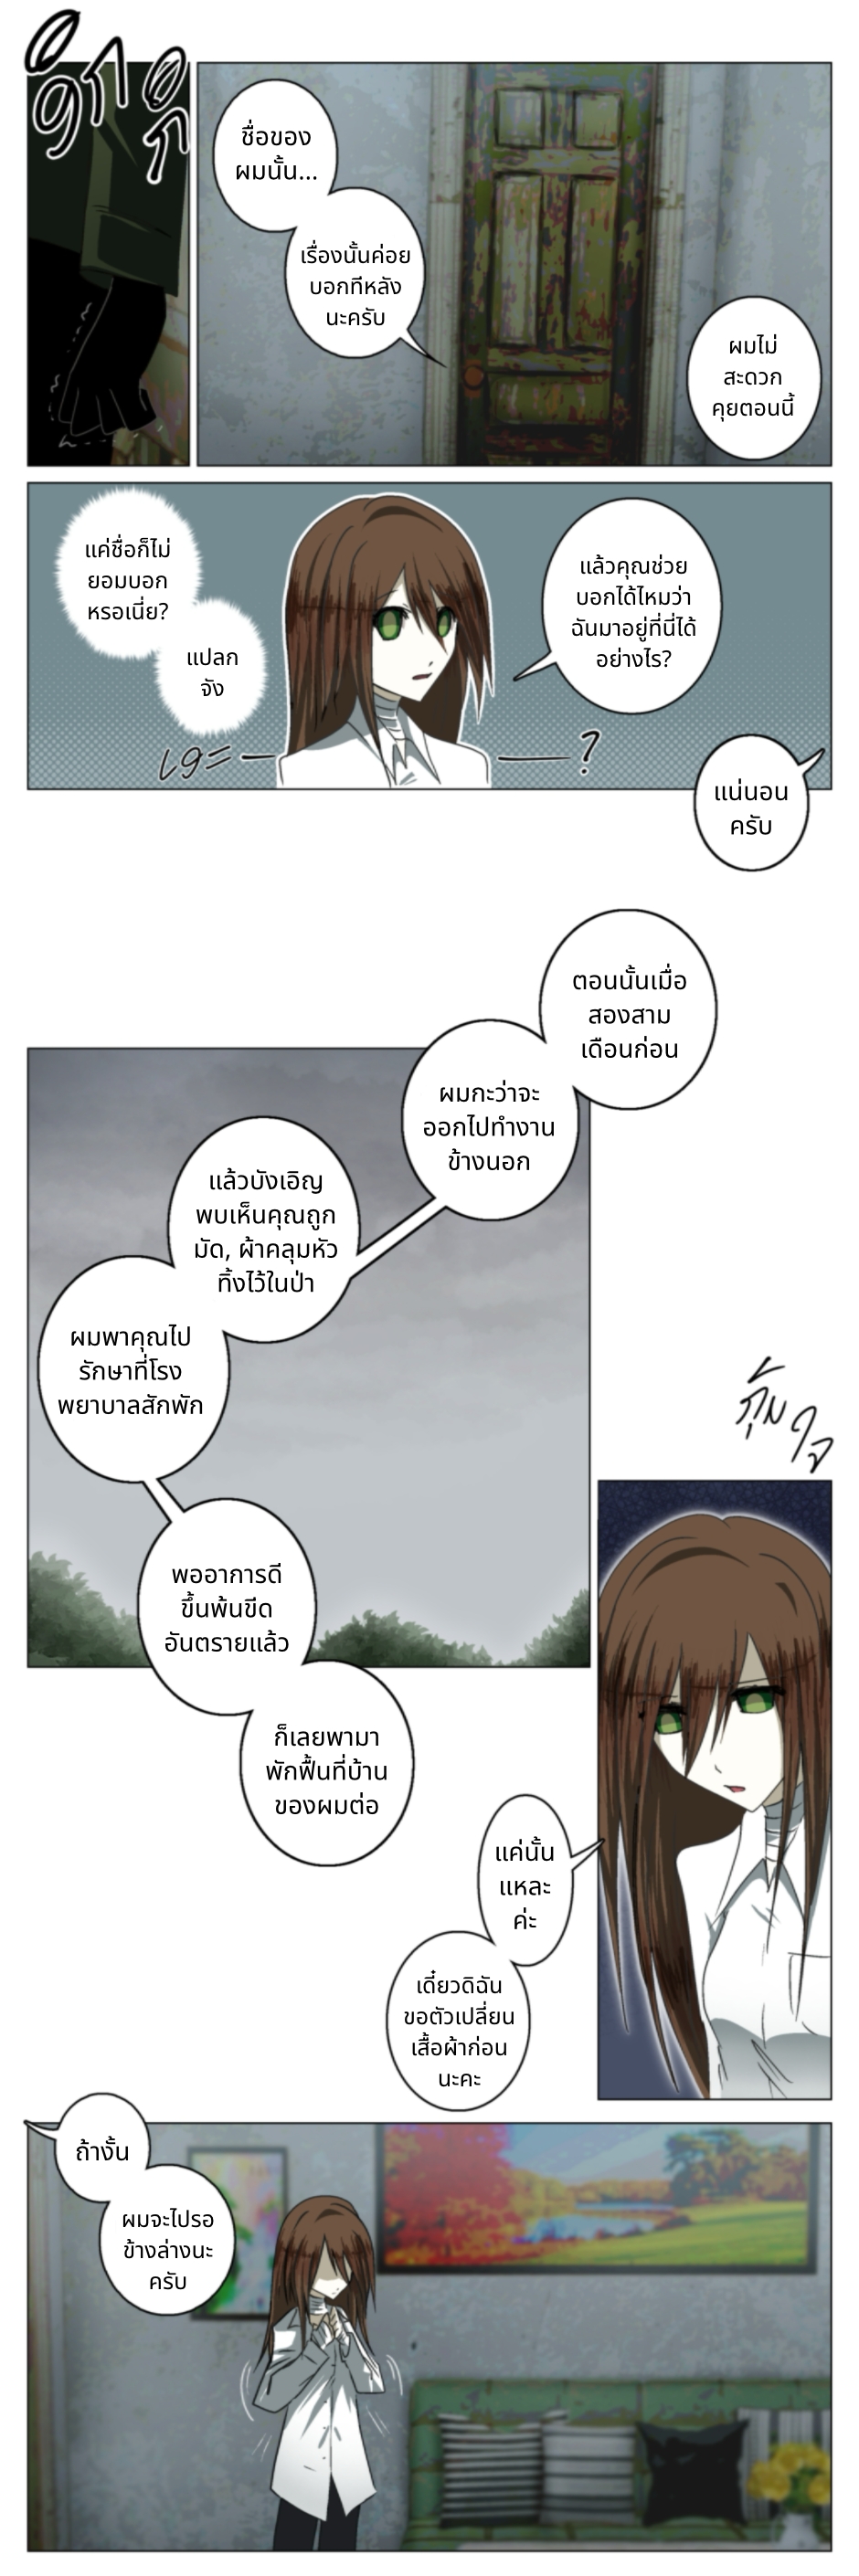 อึกอัก
ชื่อของ
ผมนั้น...
เรื่องนั้นค่อย
บอกทีหลัง
นะครับ
ผมไม่
สะดวก
คุยตอนนี้
แค่ชื่อก็ไม่
ยอมบอก
หรอเนี่ย?
แปลก
จัง
แล้วคุณช่วย
บอกได้ไหมว่า
ฉันมาอยู่ที่นี่ได้
อย่างไร?
เอ๋
?
แน่นอน
ครับ
ตอนนั้นเมื่อ
สองสาม
เดือนก่อน
ผมกะว่าจะ
ออกไปทำงาน
ข้างนอก
แล้วบังเอิญ
พบเห็นคุณถูก
มัด, ผ้าคลุมหัว
ทิ้งไว้ในป่า
ผมพาคุณไป
รักษาที่โรง
พยาบาลสักพัก
พออาการดี
ขึ้นพ้นขีด
อันตรายแล้ว
ก็เลยพามา
พักฟื้นที่บ้าน
ของผมต่อ
กุ้มใจ
แค่นั้น
แหละ
ค่ะ
เดี๋ยวดิฉัน
ขอตัวเปลี่ยน
เสื้อผ้าก่อน
นะคะ
ถ้างั้น
ผมจะไปรอ
ข้างล่างนะ
ครับ